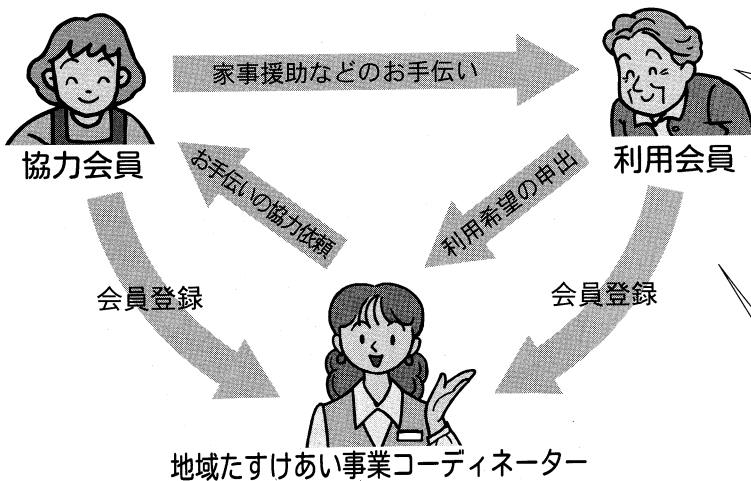 家事援助などのお手伝い
協力会員
利用会員
お手伝いの協力依頼
利用希望の申出
会員登録
会員登録
地域たすけあい事業コーディネーター